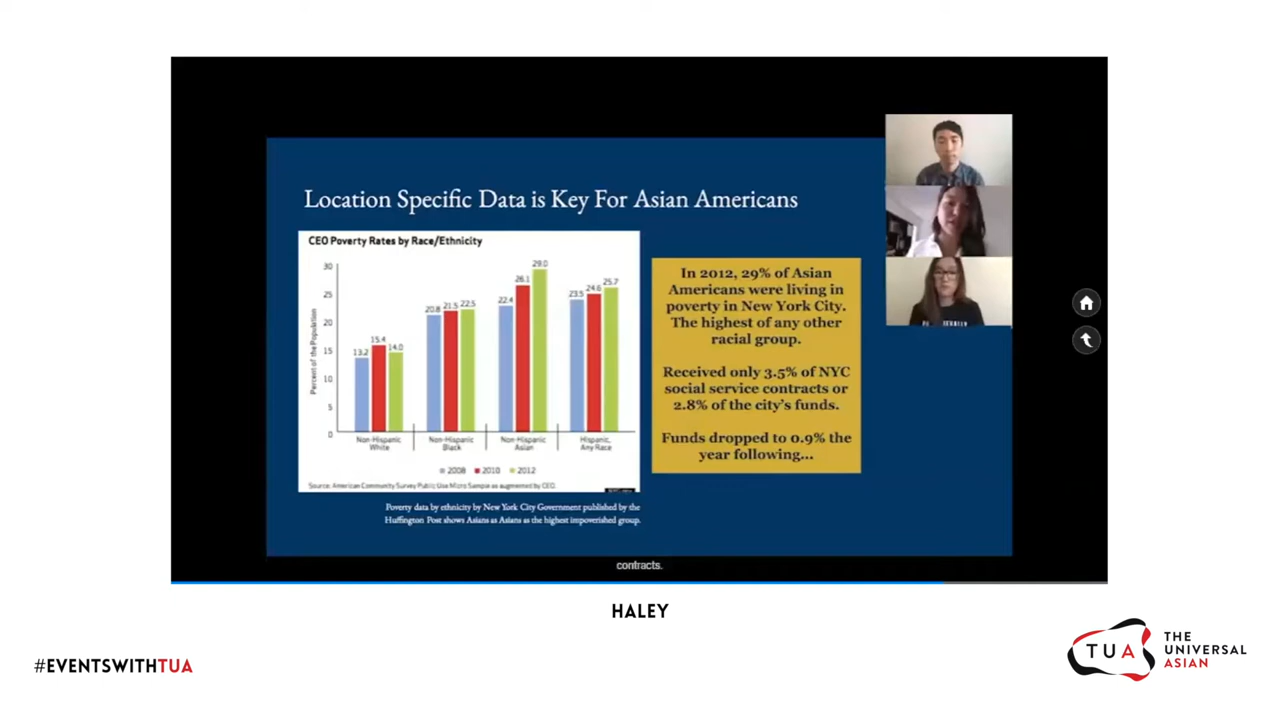 Location Specific Data is Key For Asian Americans
CEO Poverty Rates by Race/Ethnicity
Percent of the Population
30
25
20
15
10
5
0
13.2
15.4
14.0
20.8
21.5
22.5
22.4
26.1
29.0
23.5
24.6
25.7
Non-Hispanic
White
Non-Hispanic
Black
Non-Hispanic
Asian
Hispanic,
Any Race
2008 2010 2012
Source: American Community Survey Public Use Micro Sample as augmented by CEO.
Poverty data by ethnicity by New York City Government published by the
Huffington Post shows Asians as Asians as the highest impoverished group.
In 2012, 29% of Asian
Americans were living in
poverty in New York City.
The highest of any other
racial group.
Received only 3.5% of NYC
social service contracts or
2.8% of the city's funds.
Funds dropped to 0.9% the
year following...
contracts.
HALEY
#EVENTSWITHTUA
TUA
THE
UNIVERSAL
ASIAN